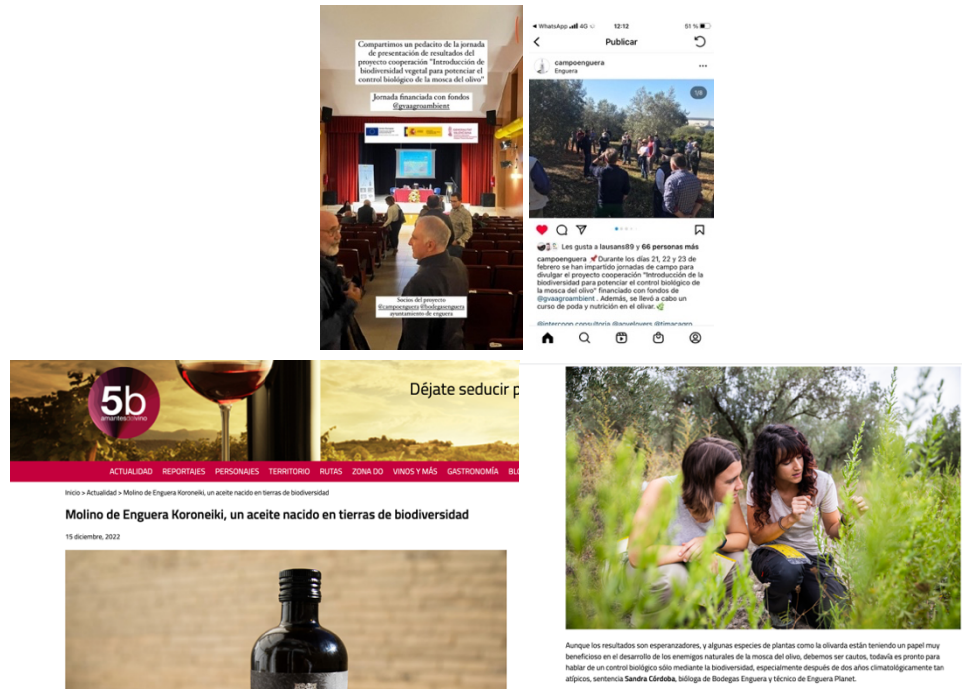 Compartimos un pedacito de la jornada
de presentación de resultados del
proyecto cooperación "Introducción de
biodiversidad vegetal para potenciar el
control biológico de la mosca del olivo"
Jornada financiada con fondos
@gvaagroambient
Socios del proyecto
@campoenguera @bodegasenguera
ayuntamiento de enguera
WhatsApp 4G 12:12 51 %
Publicar
campoenguera
Enguera
1/8
Les gusta a lausans89 y 66 personas más
campoenguera 📌Durante los días 21, 22 y 23 de
febrero se han impartido jornadas de campo para
divulgar el proyecto cooperación "Introducción de la
biodiversidad para potenciar el control biológico de
la mosca del olivo" financiado con fondos de
@gvaagroambient . Además, se llevó a cabo un
curso de poda y nutrición en el olivar.🌿
@intercoop.consultoria
5b
amantesdelvino
Déjate seducir p
ACTUALIDAD REPORTAJES PERSONAJES TERRITORIO RUTAS ZONA DO VINOS Y MÁS GASTRONOMÍA BL
Inicio > Actualidad > Molino de Enguera Koroneiki, un aceite nacido en tierras de biodiversidad
Molino de Enguera Koroneiki, un aceite nacido en tierras de biodiversidad
15 diciembre, 2022
Aunque los resultados son esperanzadores, y algunas especies de plantas como la olivarda están teniendo un papel muy
beneficioso en el desarrollo de los enemigos naturales de la mosca del olivo, debemos ser cautos, todavía es pronto para
hablar de un control biológico sólo mediante la biodiversidad, especialmente después de dos años climatológicamente tan
atípicos, sentencia Sandra Córdoba, bióloga de Bodegas Enguera y técnico de Enguera Planet.